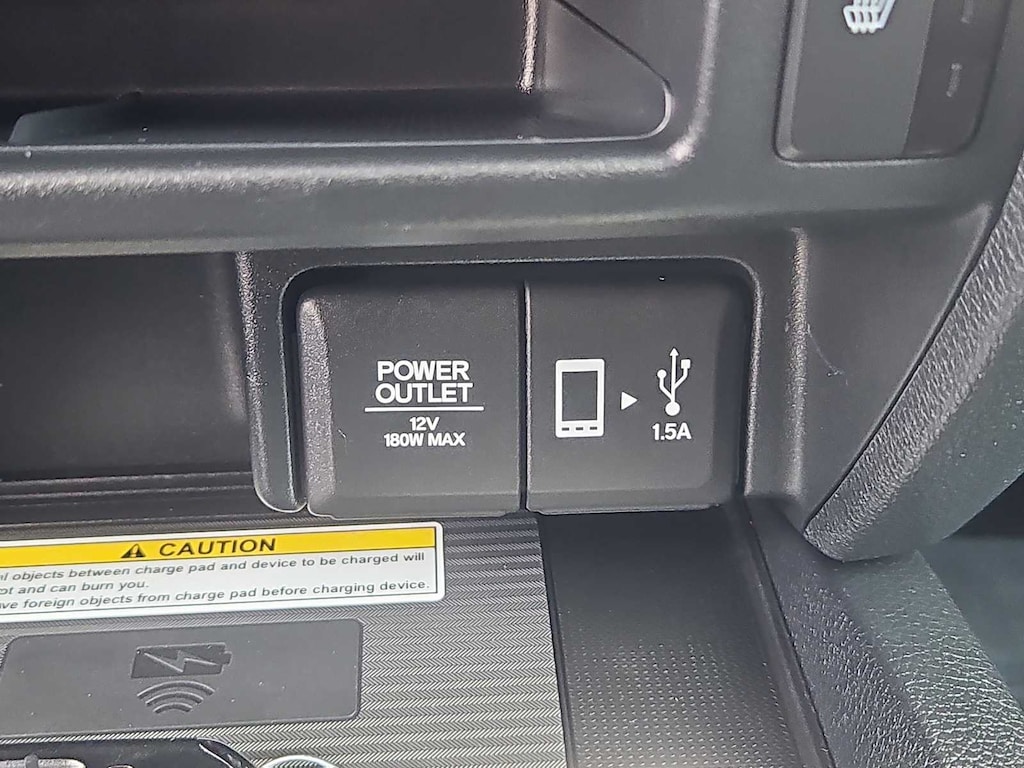 POWER
OUTLET
12V
180W MAX
1.5A
CAUTION
objects between charge pad and device to be charged will
and can burn you.
foreign objects from charge pad before charging device.